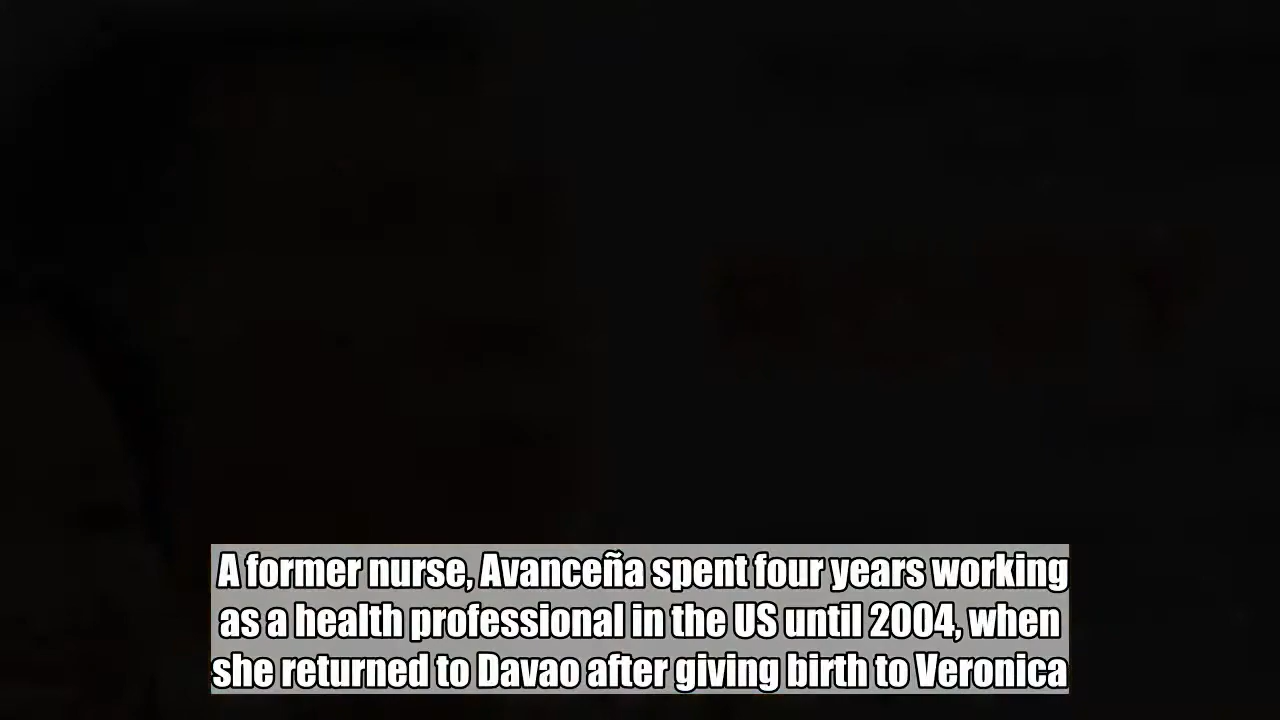 A former nurse, Avanceña spent four years working
as a health professional in the US until 2004, when
she returned to Davao after giving birth to Veronica